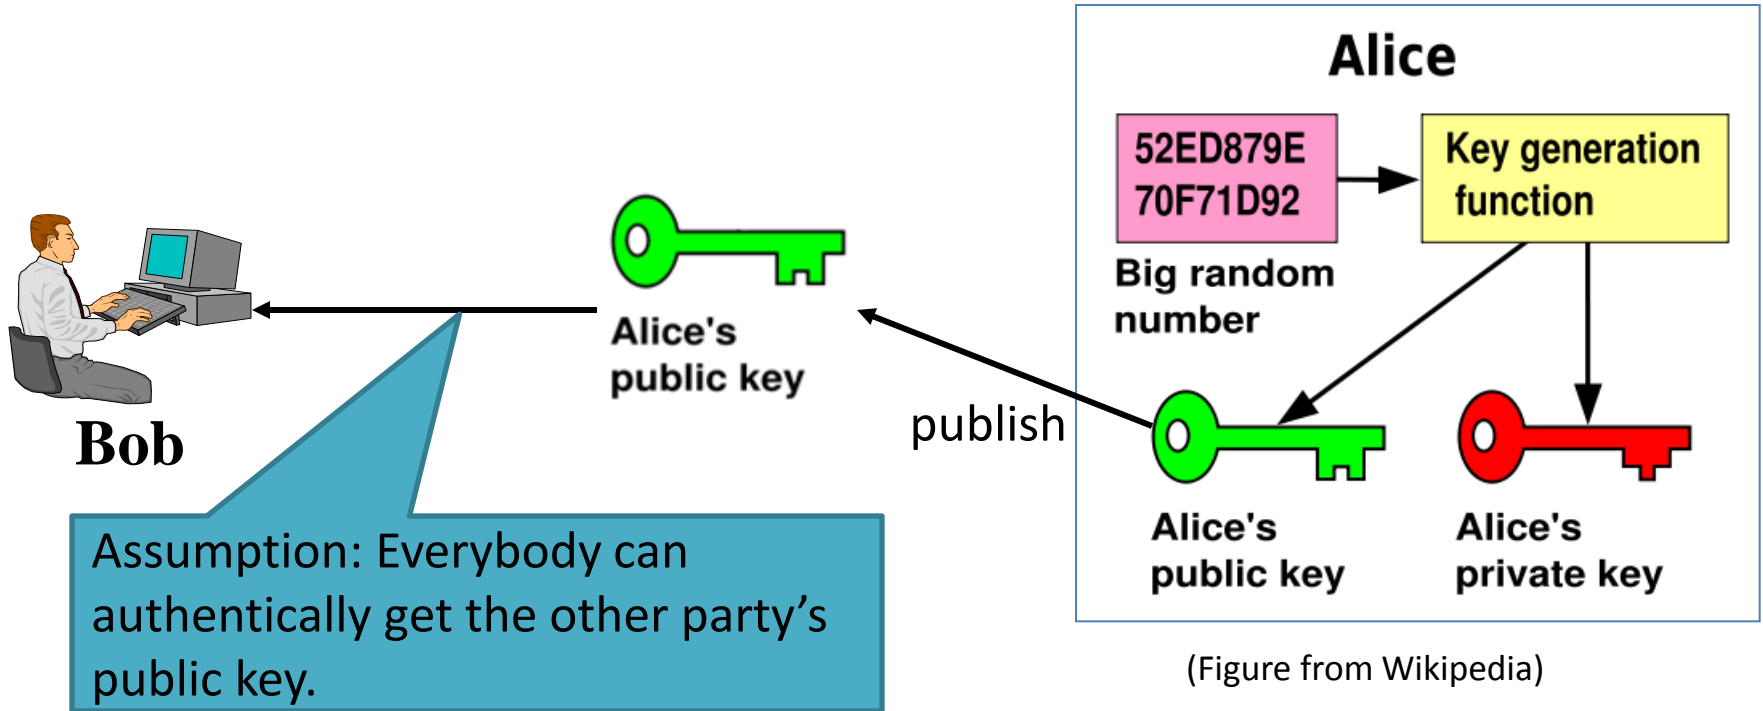 Alice
52ED879E
70F71D92
Key generation
function
Big random
number
Alice's
public key
publish
Bob
Alice's
public key
Alice's
private key
Assumption: Everybody can
authentically get the other party’s
public key.
(Figure from Wikipedia)